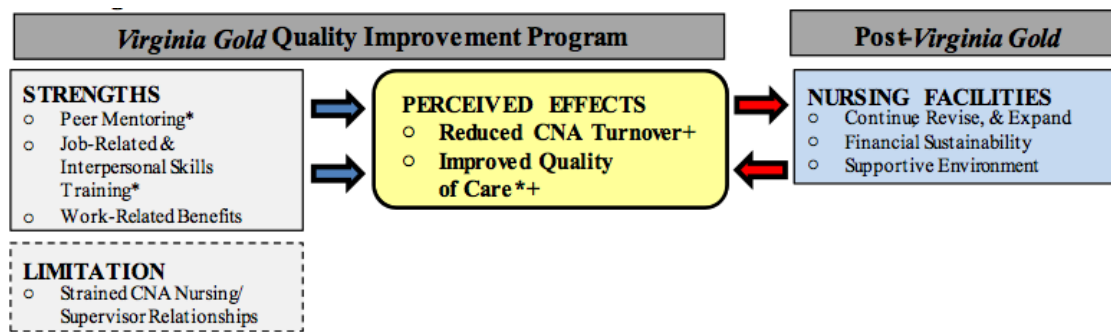 Virginia Gold Quality Improvement Program
Post-Virginia Gold
STRENGTHS
o Peer Mentoring*
o Job-Related &
Interpersonal Skills
Training*
o Work-Related Benefits
LIMITATION
o Strained CNA Nursing/
Supervisor Relationships
PERCEIVED EFFECTS
o Reduced CNA Turnover+
o Improved Quality
of Care*+
NURSING FACILITIES
o Continue, Revise, & Expand
o Financial Sustainability
o Supportive Environment